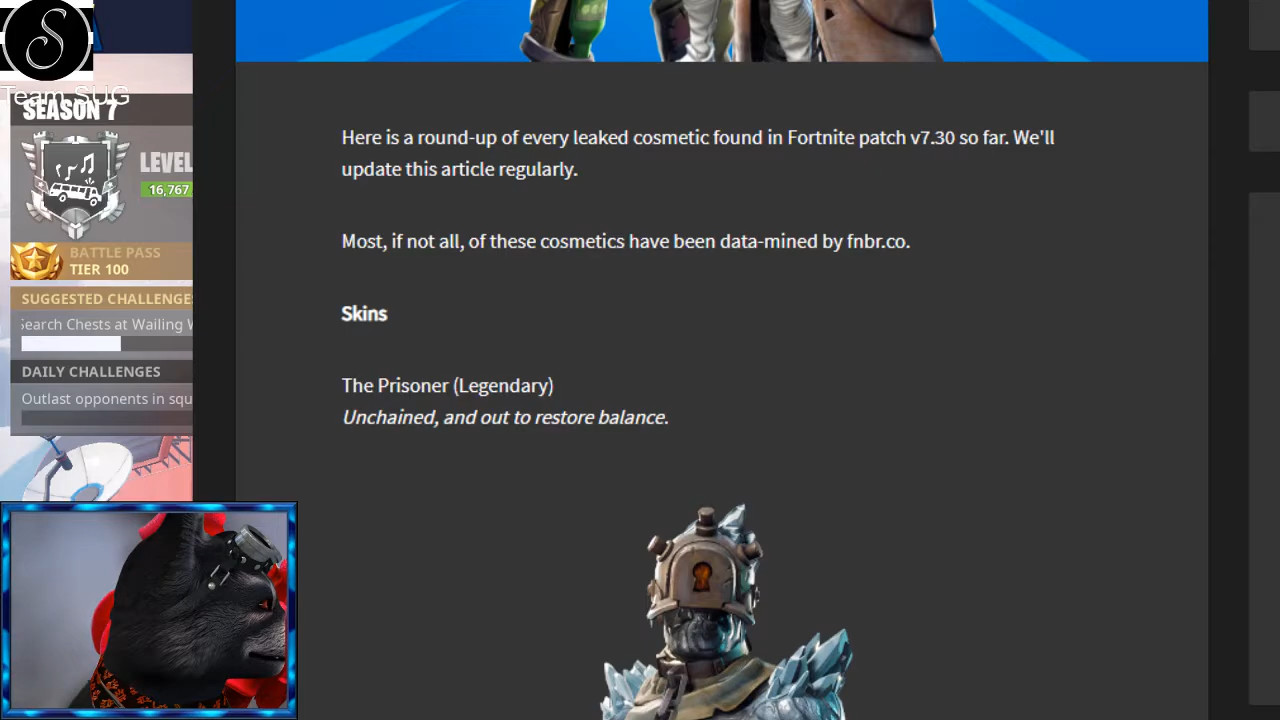 S
Team SUG
SEASON 7
LEVEL
16,767
BATTLE PASS
TIER 100
SUGGESTED CHALLENGES
Search Chests at Wailing
DAILY CHALLENGES
Outlast opponents in squ
Here is a round-up of every leaked cosmetic found in Fortnite patch v7.30 so far. We'll
update this article regularly.
Most, if not all, of these cosmetics have been data-mined by fnbr.co.
Skins
The Prisoner (Legendary)
Unchained, and out to restore balance.